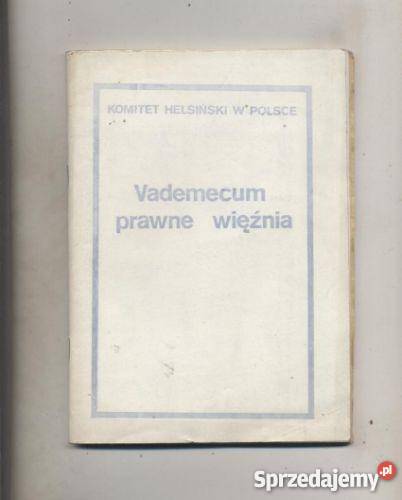 KOMITET HELSIŃSKI W POLSCE
Vademecum
prawne więźnia
Sprzedajemy.pl